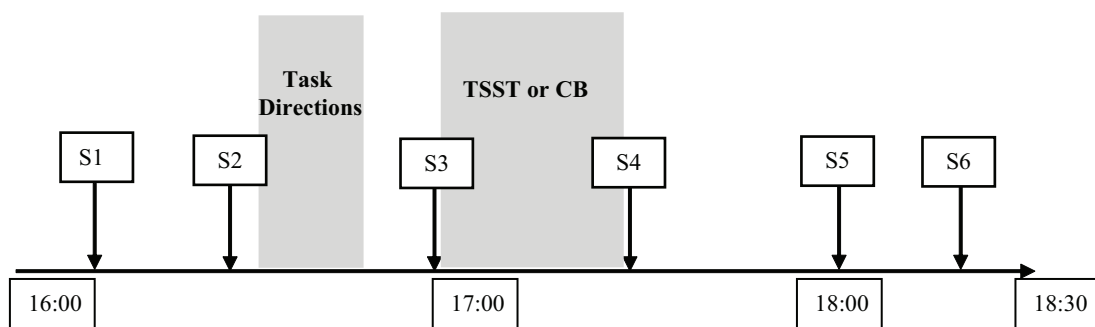 Task
Directions
TSST or CB
S1
S2
S3
S4
S5
S6
16:00
17:00
18:00
18:30